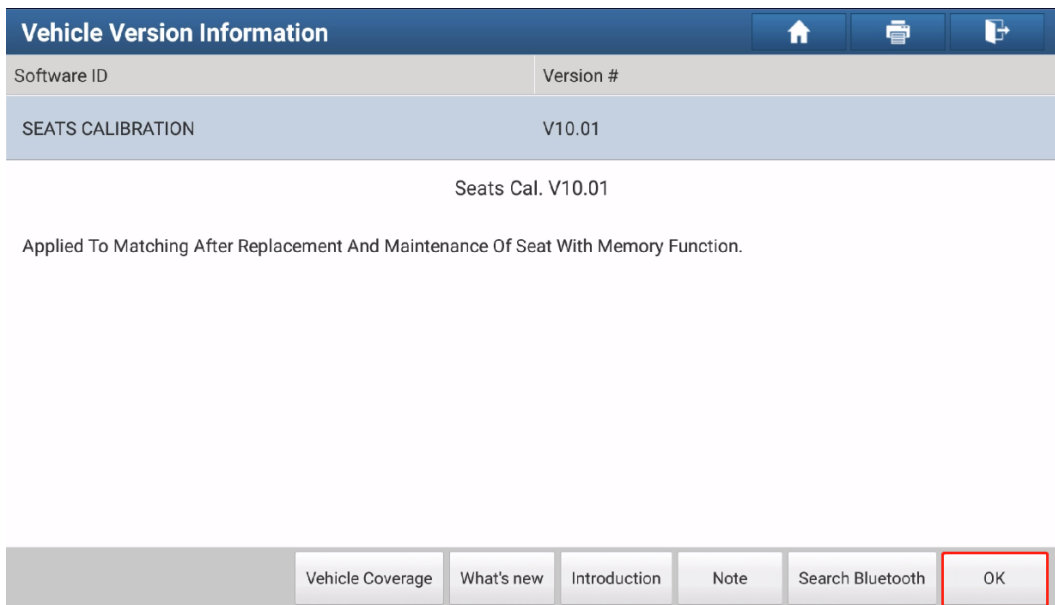 Vehicle Version Information
Software ID Version #
SEATS CALIBRATION V10.01
Seats Cal. V10.01
Applied To Matching After Replacement And Maintenance Of Seat With Memory Function.
Vehicle Coverage What's new Introduction Note Search Bluetooth OK